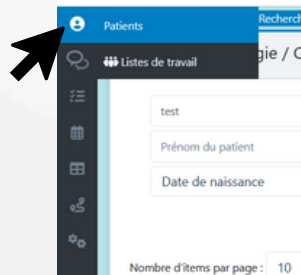 Patients
Recherch
Listes de travail
gie / C
test
Prénom du patient
Date de naissance
Nombre d'items par page : 10